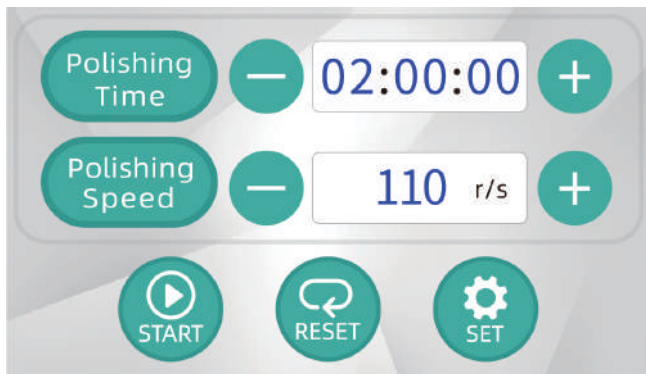 Polishing
Time
02:00:00
Polishing
Speed
110 r/s
START
RESET
SET